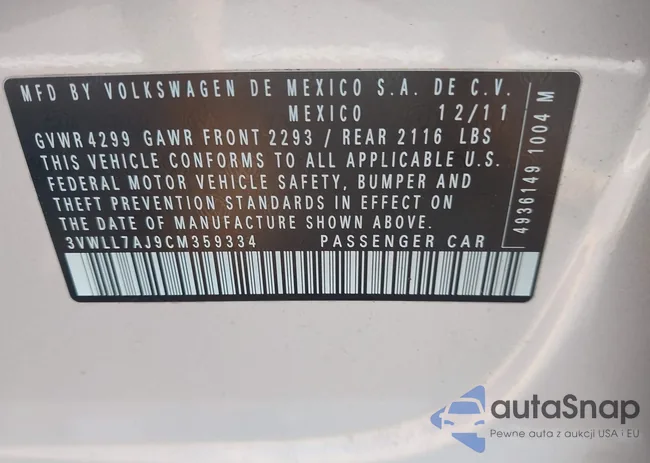 MFD BY VOLKSWAGEN DE MEXICO S.A. DE C.V.
MEXICO 12/11
GVWR 4299 GAWR FRONT 2293 / REAR 2116 LBS
THIS VEHICLE CONFORMS TO ALL APPLICABLE U.S.
FEDERAL MOTOR VEHICLE SAFETY, BUMPER AND
THEFT PREVENTION STANDARDS IN EFFECT ON
THE DATE OF MANUFACTURE SHOWN ABOVE.
3VWLL7AJ9CM359334 PASSENGER CAR
4936149 1004 M
autaSnap
Pewne auta z aukcji USA i EU